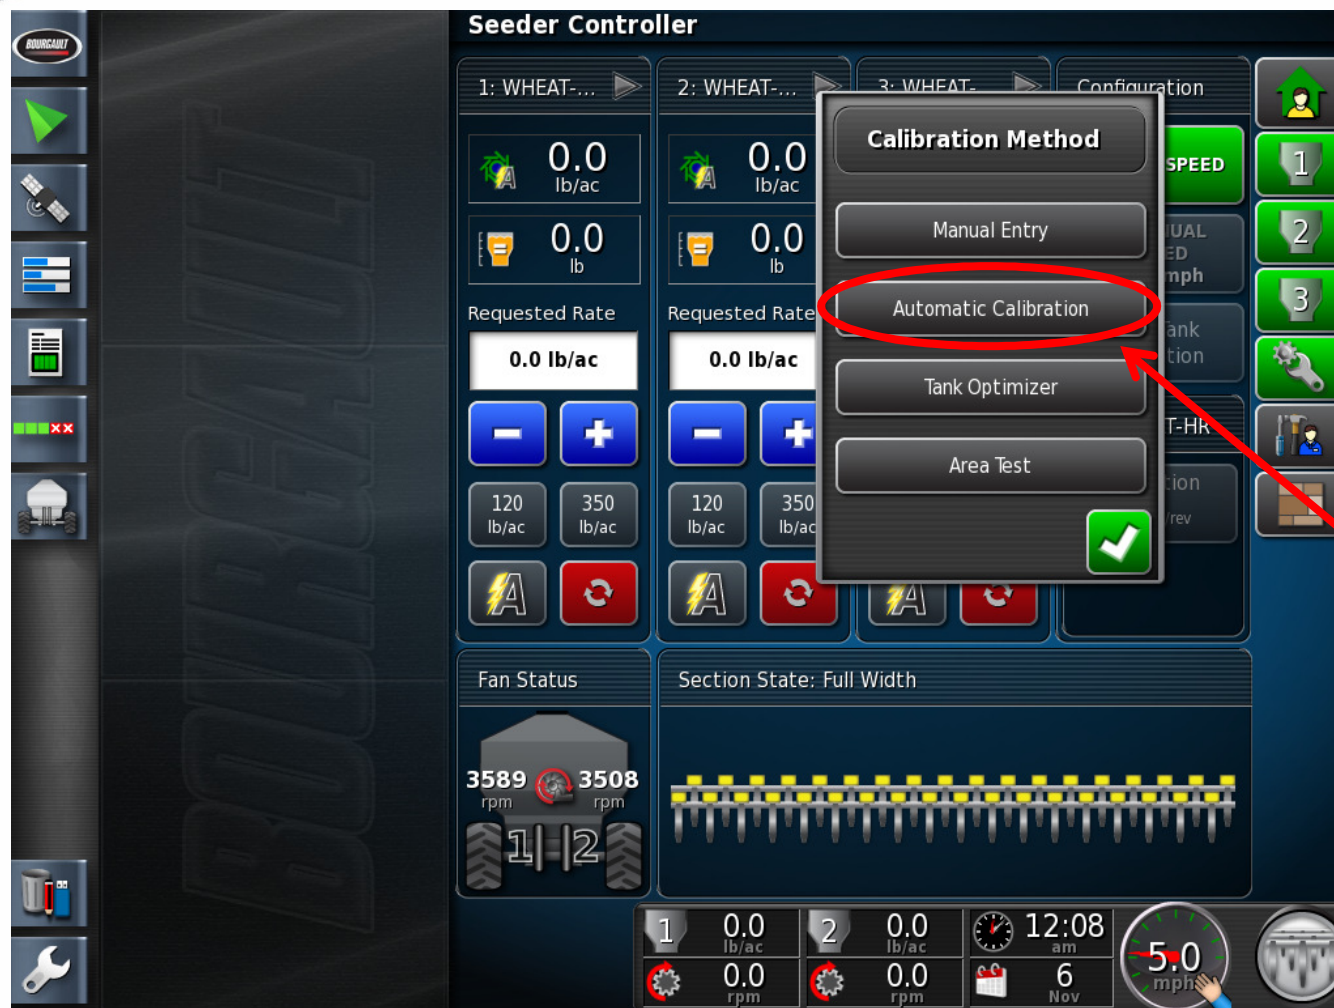 BOURGAULT
Seeder Controller
1: WHEAT-...
2: WHEAT-...
3: WHEAT-
Configuration
Calibration Method
Manual Entry
Automatic Calibration
Tank Optimizer
Area Test
0.0
lb/ac
0.0
lb/ac
0.0
lb
0.0
lb
Requested Rate
Requested Rate
0.0 lb/ac
0.0 lb/ac
120
lb/ac
350
lb/ac
120
lb/ac
350
lb/ac
A
A
A
SPEED
mph
T-HR
/rev
1
2
3
BOURGAULT
Fan Status
Section State: Full Width
3589
rpm
3508
rpm
1 2
1
0.0
lb/ac
2
0.0
lb/ac
12:08
am
0.0
rpm
0.0
rpm
6
Nov
5.0
mph